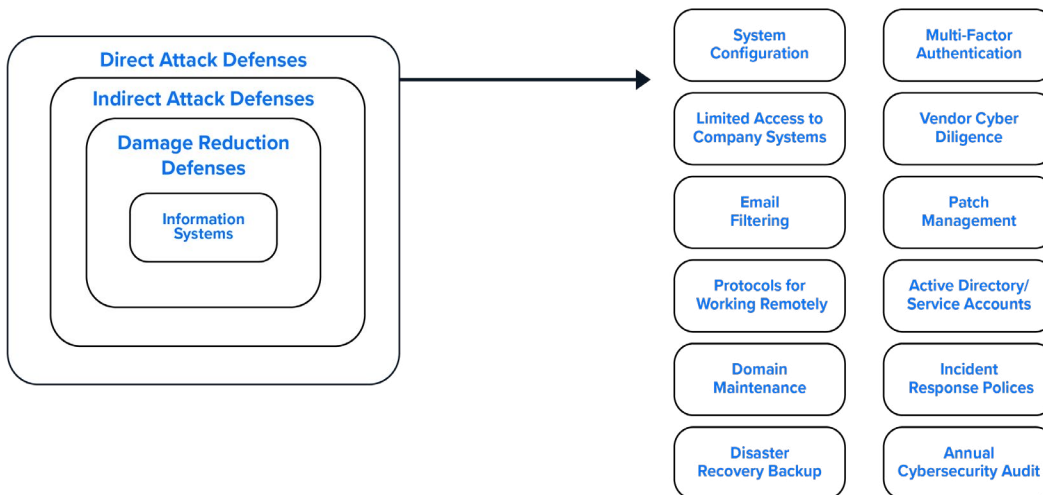 Direct Attack Defenses
Indirect Attack Defenses
Damage Reduction
Defenses
Information
Systems
System
Configuration
Multi-Factor
Authentication
Limited Access to
Company Systems
Vendor Cyber
Diligence
Email
Filtering
Patch
Management
Protocols for
Working Remotely
Active Directory/
Service Accounts
Domain
Maintenance
Incident
Response Polices
Disaster
Recovery Backup
Annual
Cybersecurity Audit